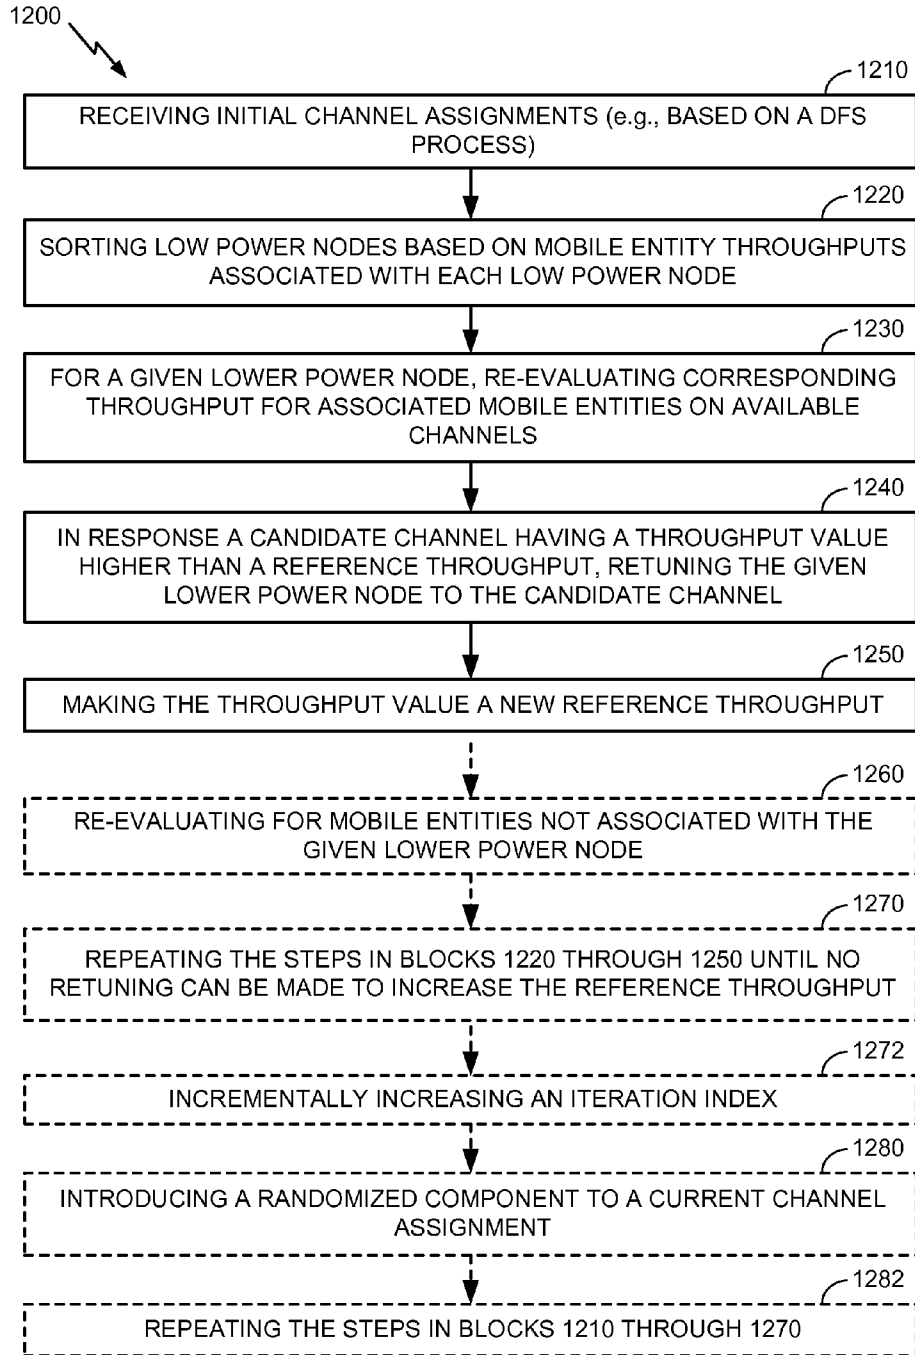 1200
1210
RECEIVING INITIAL CHANNEL ASSIGNMENTS (e.g., BASED ON A DFS
PROCESS)
1220
SORTING LOW POWER NODES BASED ON MOBILE ENTITY THROUGHPUTS
ASSOCIATED WITH EACH LOW POWER NODE
1230
FOR A GIVEN LOWER POWER NODE, RE-EVALUATING CORRESPONDING
THROUGHPUT FOR ASSOCIATED MOBILE ENTITIES ON AVAILABLE
CHANNELS
1240
IN RESPONSE A CANDIDATE CHANNEL HAVING A THROUGHPUT VALUE
HIGHER THAN A REFERENCE THROUGHPUT, RETUNING THE GIVEN
LOWER POWER NODE TO THE CANDIDATE CHANNEL
1250
MAKING THE THROUGHPUT VALUE A NEW REFERENCE THROUGHPUT
1260
RE-EVALUATING FOR MOBILE ENTITIES NOT ASSOCIATED WITH THE
GIVEN LOWER POWER NODE
1270
REPEATING THE STEPS IN BLOCKS 1220 THROUGH 1250 UNTIL NO
RETUNING CAN BE MADE TO INCREASE THE REFERENCE THROUGHPUT
1272
INCREMENTALLY INCREASING AN ITERATION INDEX
1280
INTRODUCING A RANDOMIZED COMPONENT TO A CURRENT CHANNEL
ASSIGNMENT
1282
REPEATING THE STEPS IN BLOCKS 1210 THROUGH 1270